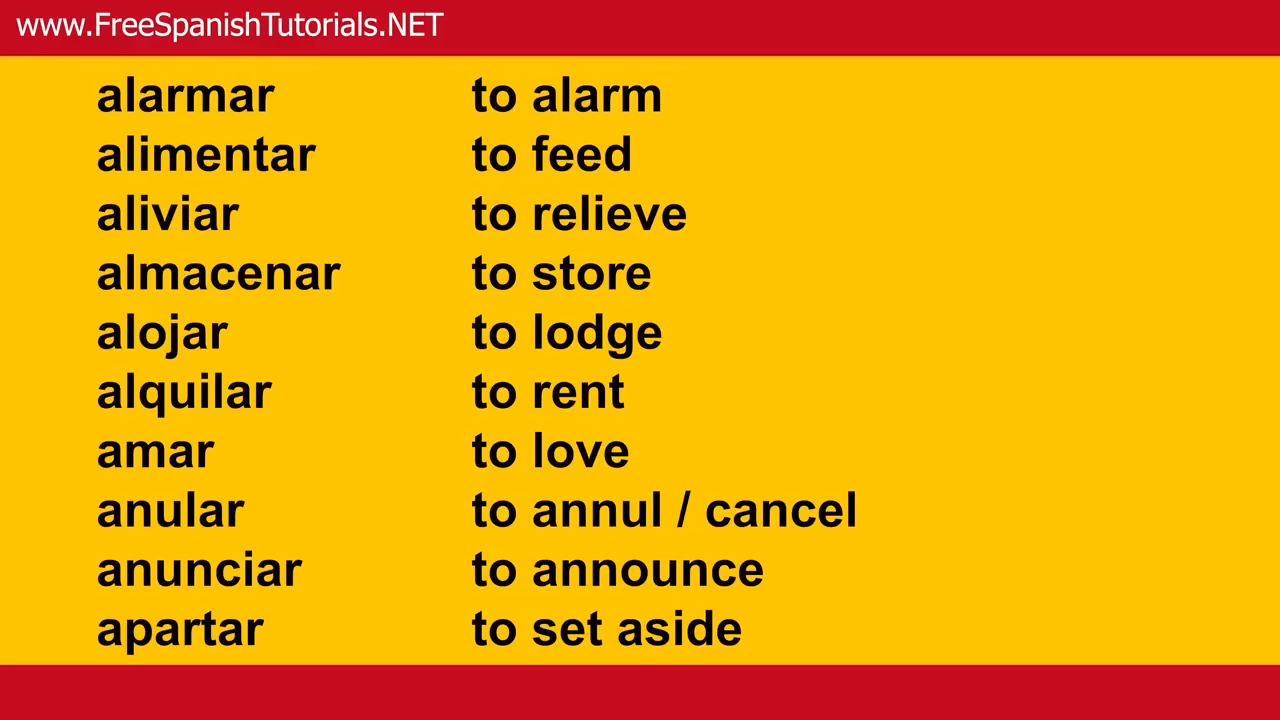 www.FreeSpanishTutorials.NET
alarmar to alarm
alimentar to feed
aliviar to relieve
almacenar to store
alojar to lodge
alquilar to rent
amar to love
anular to annul / cancel
anunciar to announce
apartar to set aside